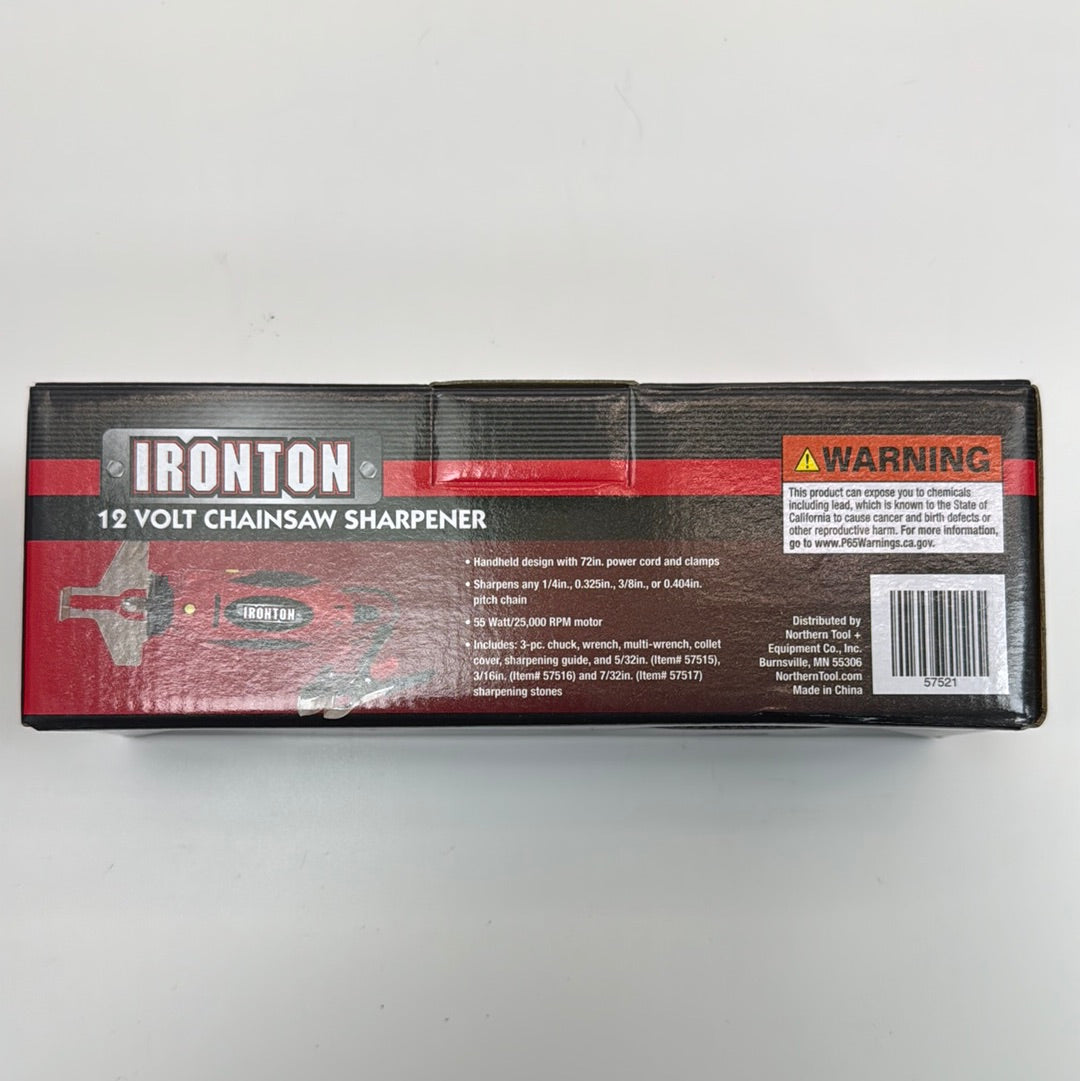 IRONTON
12 VOLT CHAINSAW SHARPENER
IRONTON
• Handheld design with 72in. power cord and clamps
• Sharpens any 1/4in., 0.325in., 3/8in., or 0.404in.
pitch chain
• 55 Watt/25,000 RPM motor
• Includes: 3-pc. chuck, wrench, multi-wrench, collet
cover, sharpening guide, and 5/32in. (Item# 57515),
3/16in. (Item# 57516) and 7/32in. (Item# 57517)
sharpening stones
WARNING
This product can expose you to chemicals
including lead, which is known to the State of
California to cause cancer and birth defects or
other reproductive harm. For more information,
go to www.P65Warnings.ca.gov.
Distributed by
Northern Tool +
Equipment Co., Inc.
Burnsville, MN 55306
NorthernTool.com
Made in China
57521